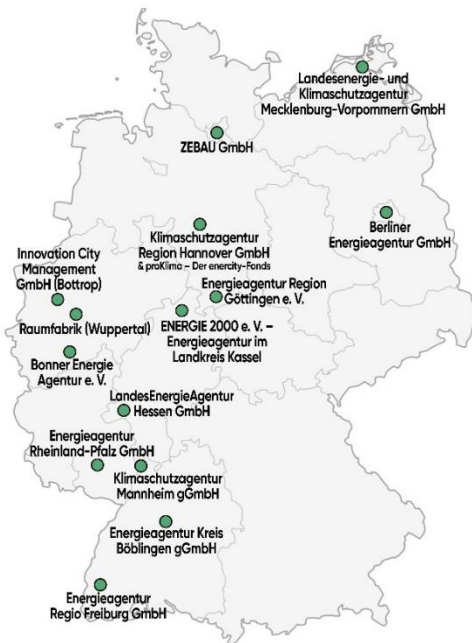 Landesenergie- und
Klimaschutzagentur
Mecklenburg-Vorpommern GmbH
ZEBAU GmbH
Berliner
Energieagentur GmbH
Klimaschutzagentur
Region Hannover GmbH
& proKlima – Der enercity-Fonds
Innovation City
Management
GmbH (Bottrop)
Energieagentur Region
Göttingen e. V.
Raumfabrik (Wuppertal)
ENERGIE 2000 e. V. –
Energieagentur im
Landkreis Kassel
Bonner Energie
Agentur e. V.
LandesEnergieAgentur
Hessen GmbH
Energieagentur
Rheinland-Pfalz GmbH
Klimaschutzagentur
Mannheim gGmbH
Energieagentur Kreis
Böblingen gGmbH
Energieagentur
Regio Freiburg GmbH